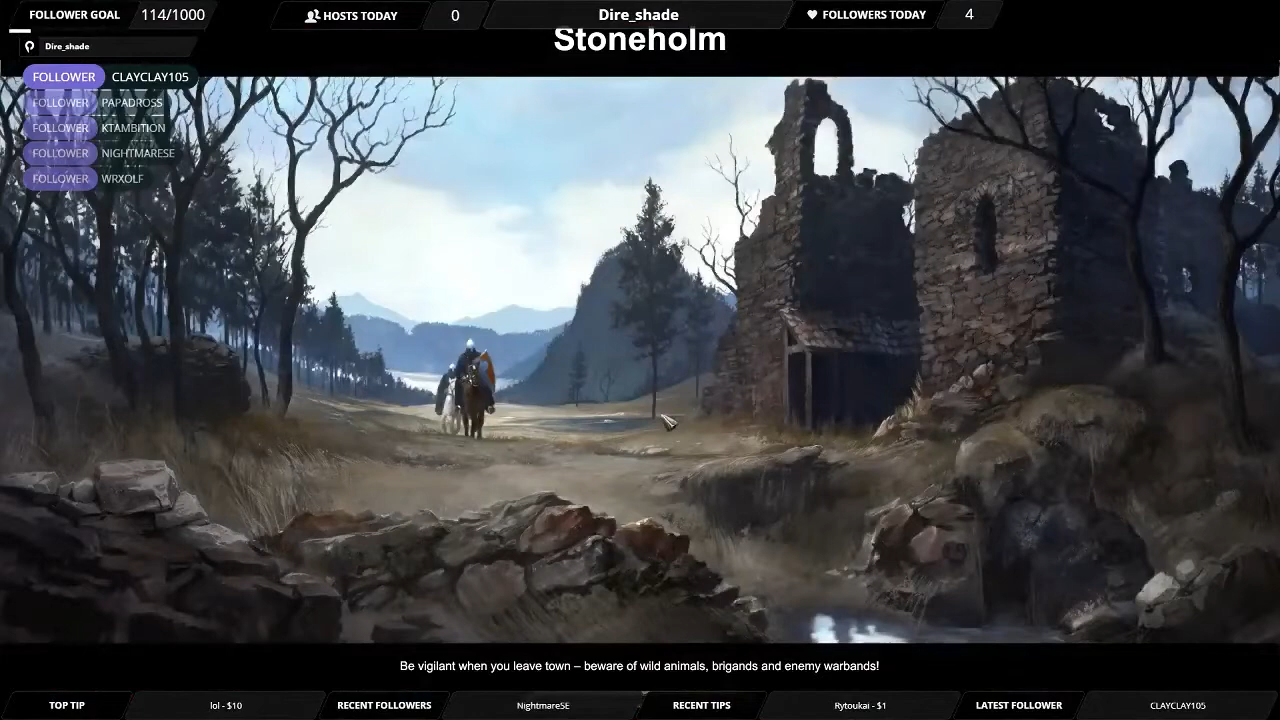 FOLLOWER GOAL 114/1000 HOSTS TODAY 0 Dire_shade FOLLOWERS TODAY 4
Stoneholm
Dire_shade
FOLLOWER CLAYCLAY105
FOLLOWER PAPADROSS
FOLLOWER KTAMBITION
FOLLOWER NIGHTMARESE
FOLLOWER WRXOLF
Be vigilant when you leave town – beware of wild animals, brigands and enemy warbands!
TOP TIP lol - $10 RECENT FOLLOWERS NightmareSE RECENT TIPS Rytoukai - $1 LATEST FOLLOWER CLAYCLAY105